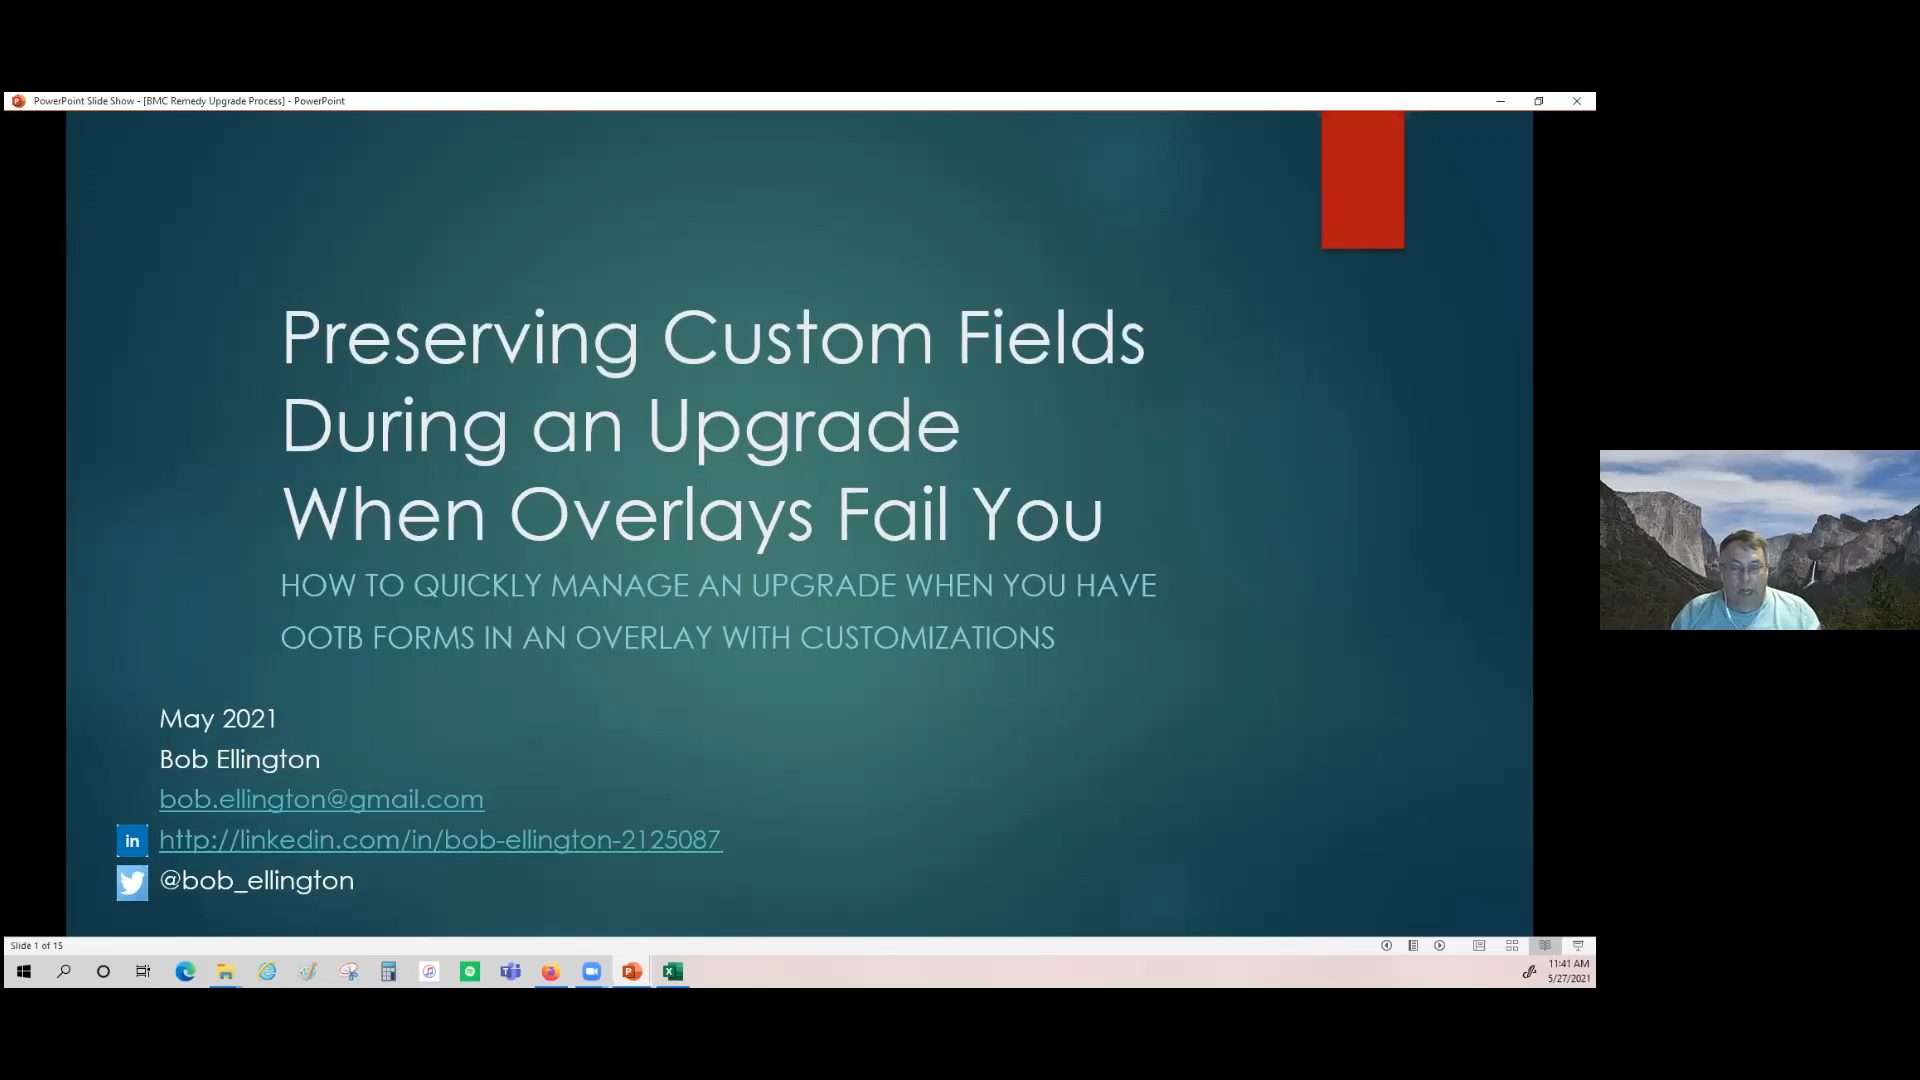 PowerPoint Slide Show - [BMC Remedy Upgrade Process] - PowerPoint
Preserving Custom Fields
During an Upgrade
When Overlays Fail You
HOW TO QUICKLY MANAGE AN UPGRADE WHEN YOU HAVE
OOTB FORMS IN AN OVERLAY WITH CUSTOMIZATIONS
May 2021
Bob Ellington
bob.ellington@gmail.com
in http://linkedin.com/in/bob-ellington-2125087
@bob_ellington
Slide 1 of 15
11:41 AM
5/27/2021